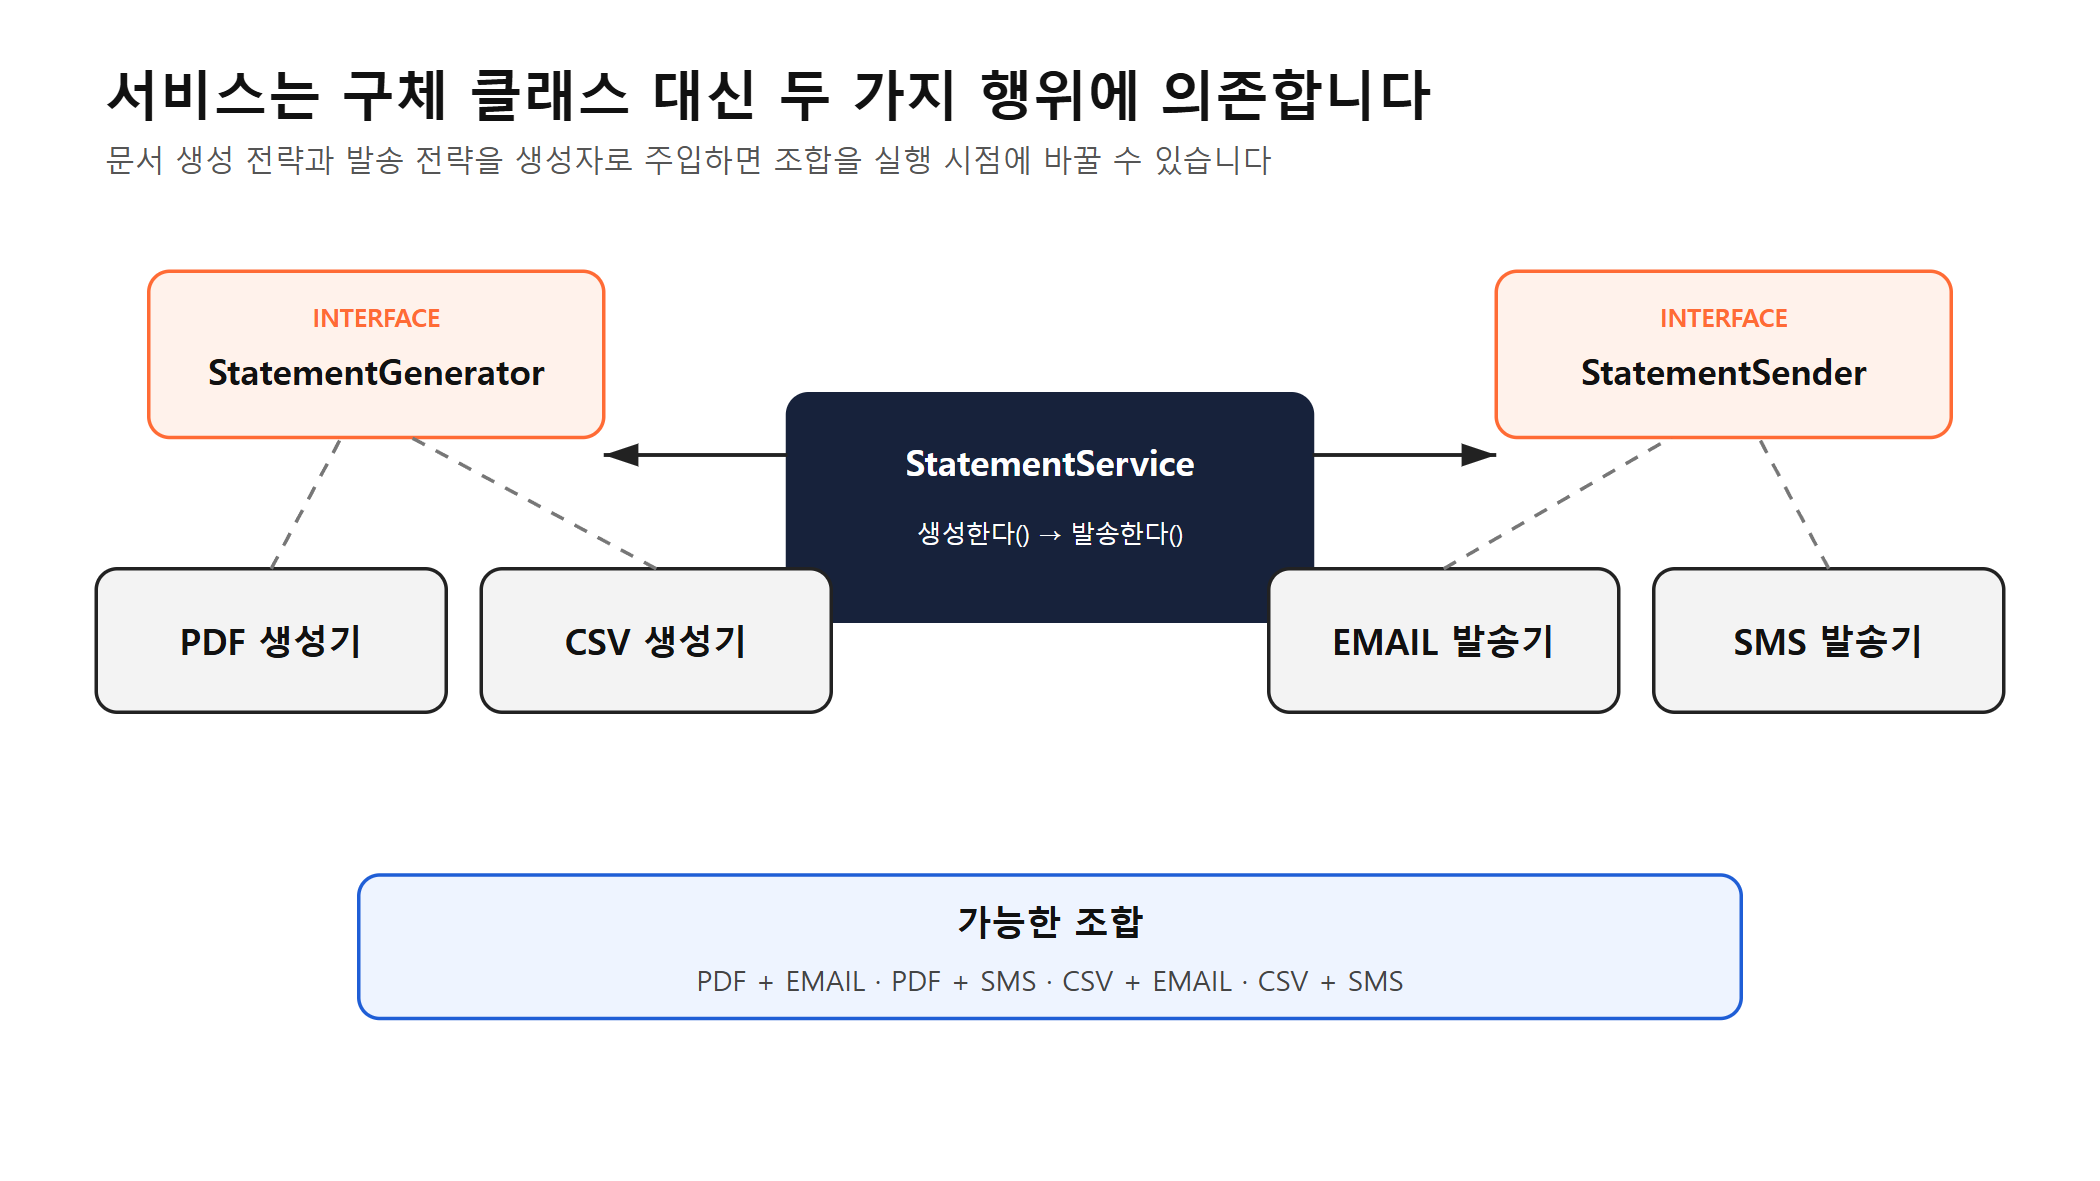 서비스는 구체 클래스 대신 두 가지 행위에 의존합니다
문서 생성 전략과 발송 전략을 생성자로 주입하면 조합을 실행 시점에 바꿀 수 있습니다
INTERFACE
StatementGenerator
INTERFACE
StatementSender
StatementService
생성한다() → 발송한다()
PDF 생성기
CSV 생성기
EMAIL 발송기
SMS 발송기
가능한 조합
PDF + EMAIL · PDF + SMS · CSV + EMAIL · CSV + SMS